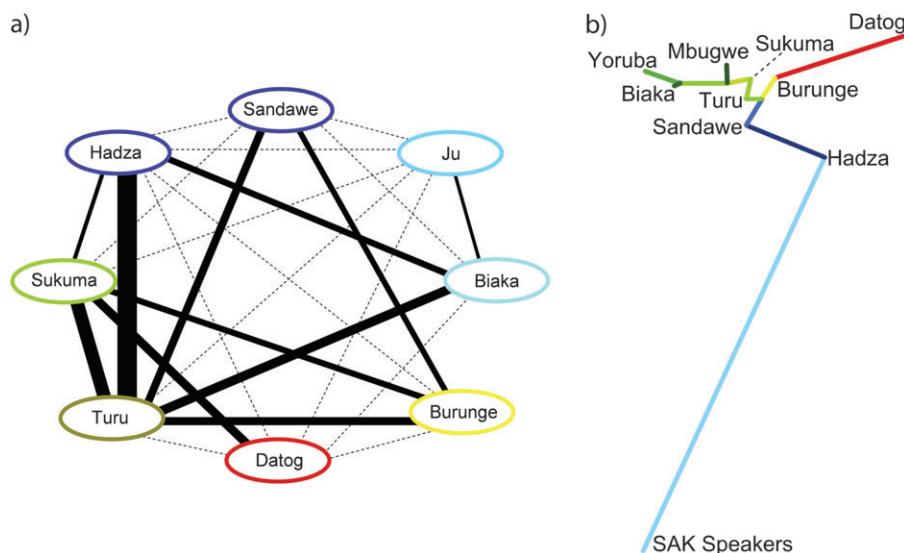 a)
Sandawe
Hadza
Ju
Sukuma
Biaka
Turu
Burunge
Datog
b)
Datog
Sukuma
Mbugwe
Yoruba
Biaka
Turu
Burunge
Sandawe
Hadza
SAK Speakers